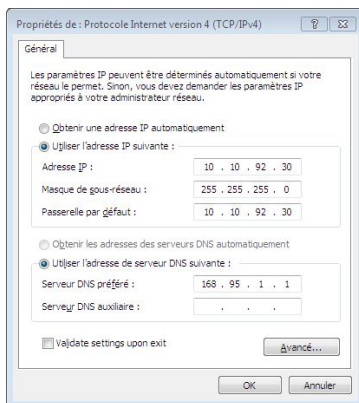 Propriétés de : Protocole Internet version 4 (TCP/IPv4)
Général
Les paramètres IP peuvent être déterminés automatiquement si votre
réseau le permet. Sinon, vous devez demander les paramètres IP
appropriés à votre administrateur réseau.
Obtenir une adresse IP automatiquement
Utiliser l'adresse IP suivante :
Adresse IP : 10 . 10 . 92 . 30
Masque de sous-réseau : 255 . 255 . 255 . 0
Passerelle par défaut : 10 . 10 . 92 . 30
Obtenir les adresses des serveurs DNS automatiquement
Utiliser l'adresse de serveur DNS suivante :
Serveur DNS préféré : 168 . 95 . 1 . 1
Serveur DNS auxiliaire : . . .
Validate settings upon exit
Avancé...
OK Annuler